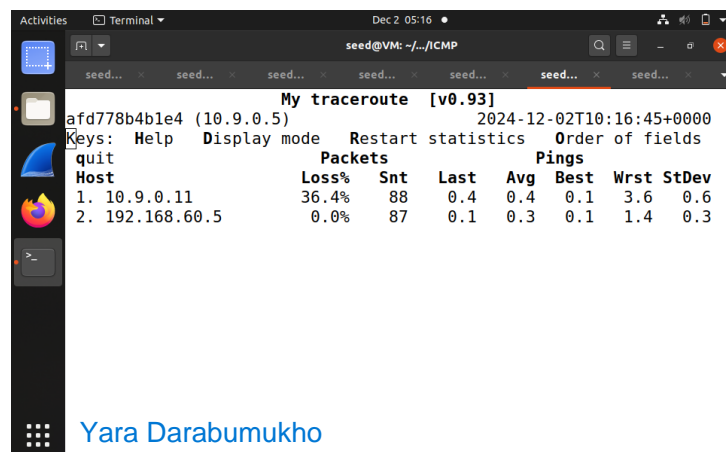 Activities Terminal Dec 2 05:16
seed@VM: ~/.../ICMP
seed... seed... seed... seed... seed... seed... seed...
My traceroute [v0.93]
afd778b4b1e4 (10.9.0.5) 2024-12-02T10:16:45+0000
Keys: Help Display mode Restart statistics Order of fields
quit Packets Pings
Host Loss% Snt Last Avg Best Wrst StDev
1. 10.9.0.11 36.4% 88 0.4 0.4 0.1 3.6 0.6
2. 192.168.60.5 0.0% 87 0.1 0.3 0.1 1.4 0.3
Yara Darabumukho